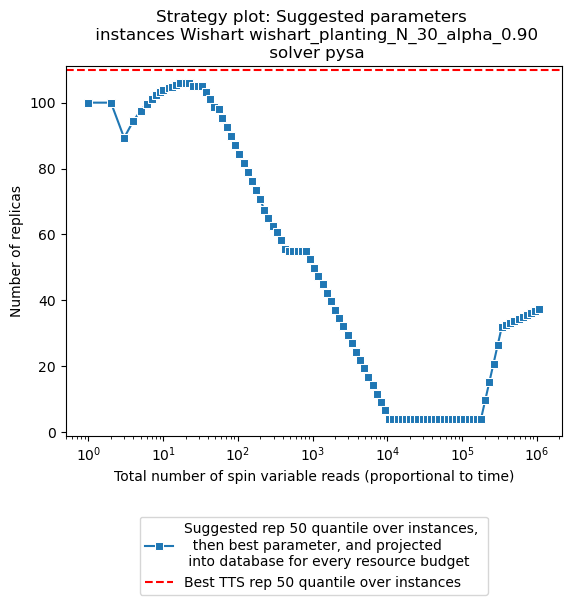 Strategy plot: Suggested parameters
instances Wishart wishart_planting_N_30_alpha_0.90
solver pysa
100
80
60
40
20
0
Number of replicas
10^0 10^1 10^2 10^3 10^4 10^5 10^6
Total number of spin variable reads (proportional to time)
Suggested rep 50 quantile over instances,
then best parameter, and projected
into database for every resource budget
Best TTS rep 50 quantile over instances